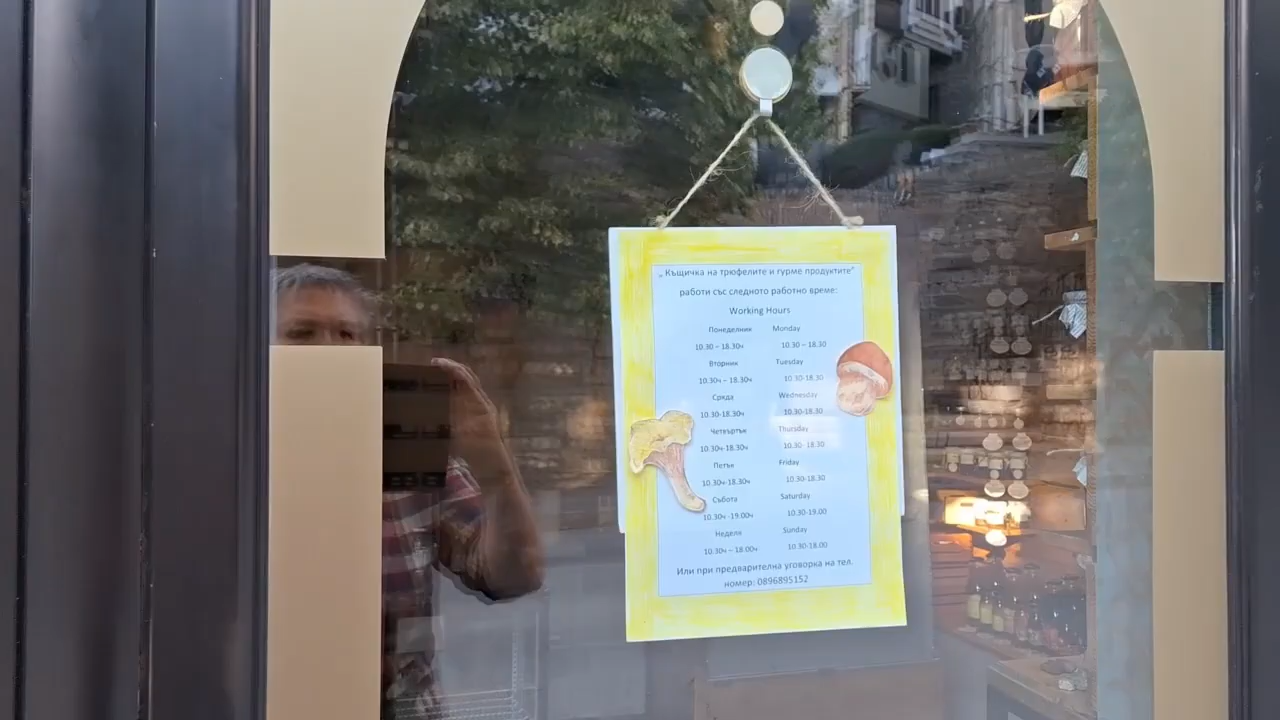 „Къщичка на трюфелите и гурме продуктите"
работи със следното работно време:
Working Hours
Понеделник Monday
10.30 – 18.30ч 10.30 – 18.30
Вторник Tuesday
10.30ч – 18.30ч 10.30-18.30
Сряда Wednesday
10.30-18.30ч 10.30-18.30
Четвъртък Thursday
10.30ч-18.30ч 10.30- 18.30
Петък Friday
10.30ч-18.30ч 10.30-18.30
Събота Saturday
10.30ч -19.00ч 10.30-19.00
Неделя Sunday
10.30ч – 18.00ч 10.30-18.00
Или при предварителна уговорка на тел.
номер: 0896895152